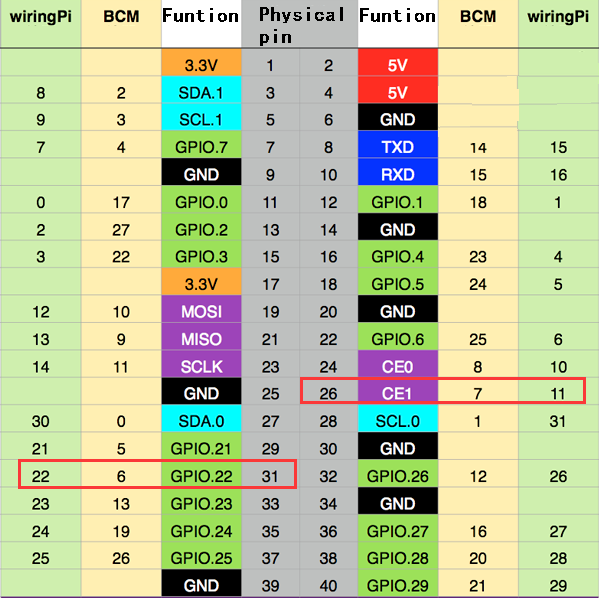 wiringPi BCM Funtion Physical pin Funtion BCM wiringPi
3.3V 1 2 5V
8 2 SDA.1 3 4 5V
9 3 SCL.1 5 6 GND
7 4 GPIO.7 7 8 TXD 14 15
GND 9 10 RXD 15 16
0 17 GPIO.0 11 12 GPIO.1 18 1
2 27 GPIO.2 13 14 GND
3 22 GPIO.3 15 16 GPIO.4 23 4
3.3V 17 18 GPIO.5 24 5
12 10 MOSI 19 20 GND
13 9 MISO 21 22 GPIO.6 25 6
14 11 SCLK 23 24 CE0 8 10
GND 25 26 CE1 7 11
30 0 SDA.0 27 28 SCL.0 1 31
21 5 GPIO.21 29 30 GND
22 6 GPIO.22 31 32 GPIO.26 12 26
23 13 GPIO.23 33 34 GND
24 19 GPIO.24 35 36 GPIO.27 16 27
25 26 GPIO.25 37 38 GPIO.28 20 28
GND 39 40 GPIO.29 21 29